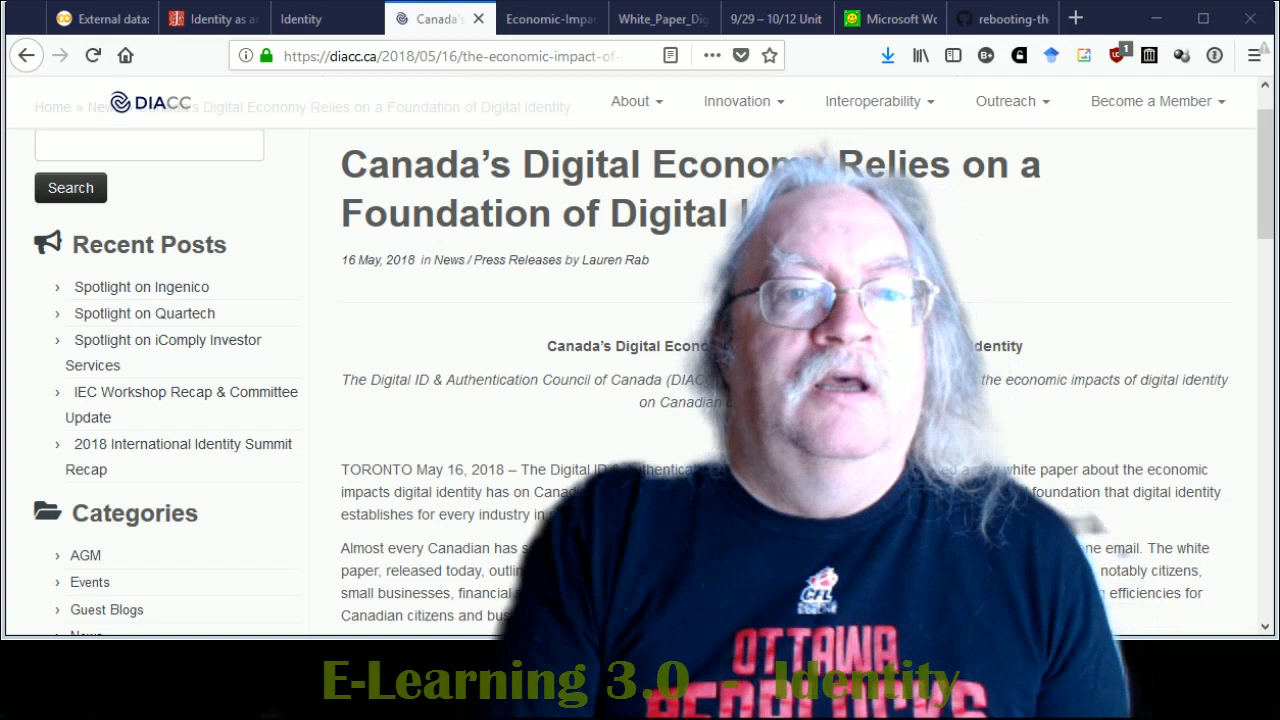 External data:
Identity as a
Identity
Canada's
Economic-Impa
White_Paper_Dig
9/29 – 10/12 Unit
Microsoft Wo
rebooting-th
https://diacc.ca/2018/05/16/the-economic-impact-of-
1
Home » New
DIACC
s Digital Economy Relies on a Foundation of Digital Identity
About
Innovation
Interoperability
Outreach
Become a Member
Search
Recent Posts
› Spotlight on Ingenico
› Spotlight on Quartech
› Spotlight on iComply Investor
Services
› IEC Workshop Recap & Committee
Update
› 2018 International Identity Summit
Recap
Categories
› AGM
› Events
› Guest Blogs
› News
Canada's Digital Economy Relies on a
Foundation of Digital
16 May, 2018 in News / Press Releases by Lauren Rab
Canada's Digital Econo dentity
The Digital ID & Authentication Council of Canada (DIACC the economic impacts of digital identity
on Canadian
TORONTO May 16, 2018 – The Digital ID white paper about the economic
impacts digital identity has on Canad foundation that digital identity
establishes for every industry in
Almost every Canadian has s ne email. The white
paper, released today, outlin notably citizens,
small businesses, financial efficiencies for
Canadian citizens and bus
CFL
OTTAWA
REDBLACKS
E-Learning 3.0 - Identity